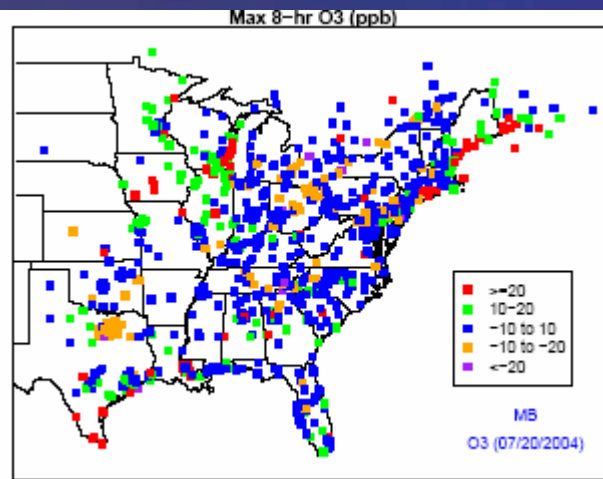 Max 8-hr O3 (ppb)
>=20
10-20
-10 to 10
-10 to -20
<-20
MB
O3 (07/20/2004)